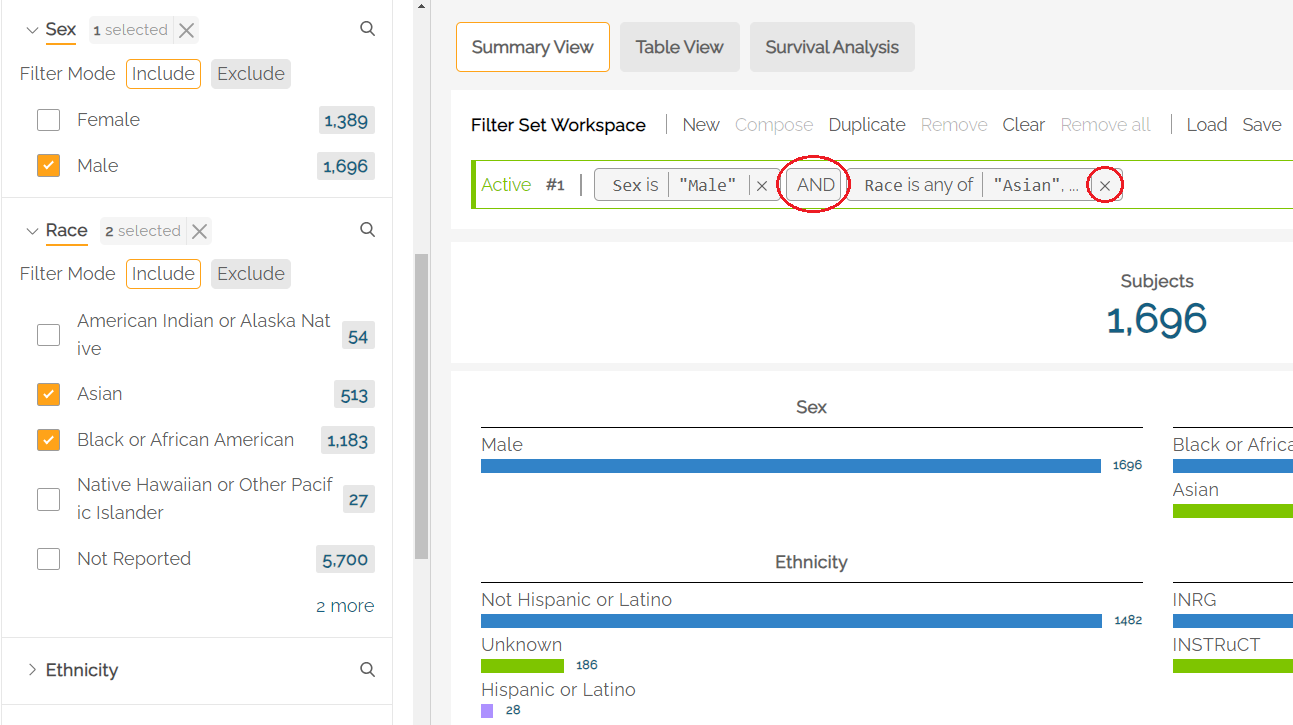 Sex 1 selected
Filter Mode Include Exclude
Female 1,389
Male 1,696
Race 2 selected
Filter Mode Include Exclude
American Indian or Alaska Nat
ive 54
Asian 513
Black or African American 1,183
Native Hawaiian or Other Pacif
ic Islander 27
Not Reported 5,700
2 more
Ethnicity
Summary View Table View Survival Analysis
Filter Set Workspace | New Compose Duplicate Remove Clear Remove all | Load Save
Active #1 | Sex is | "Male" | × AND Race is any of | "Asian", ... ×
Subjects
1,696
Sex
Male 1696
Black or Africa
Asian
Ethnicity
Not Hispanic or Latino 1482
Unknown 186
Hispanic or Latino 28
INRG
INSTRuCT